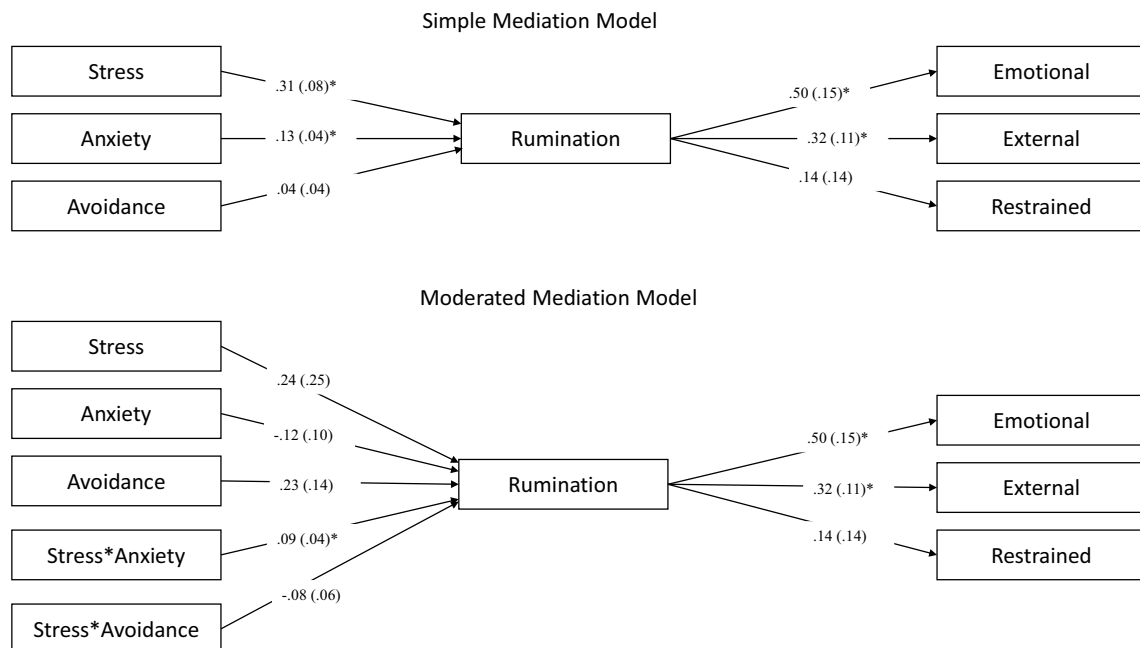 Simple Mediation Model
Stress
Anxiety
Avoidance
.31 (.08)*
.13 (.04)*
.04 (.04)
Rumination
.50 (.15)*
.32 (.11)*
.14 (.14)
Emotional
External
Restrained
Moderated Mediation Model
Stress
Anxiety
Avoidance
Stress*Anxiety
Stress*Avoidance
.24 (.25)
-.12 (.10)
.23 (.14)
.09 (.04)*
-.08 (.06)
Rumination
.50 (.15)*
.32 (.11)*
.14 (.14)
Emotional
External
Restrained